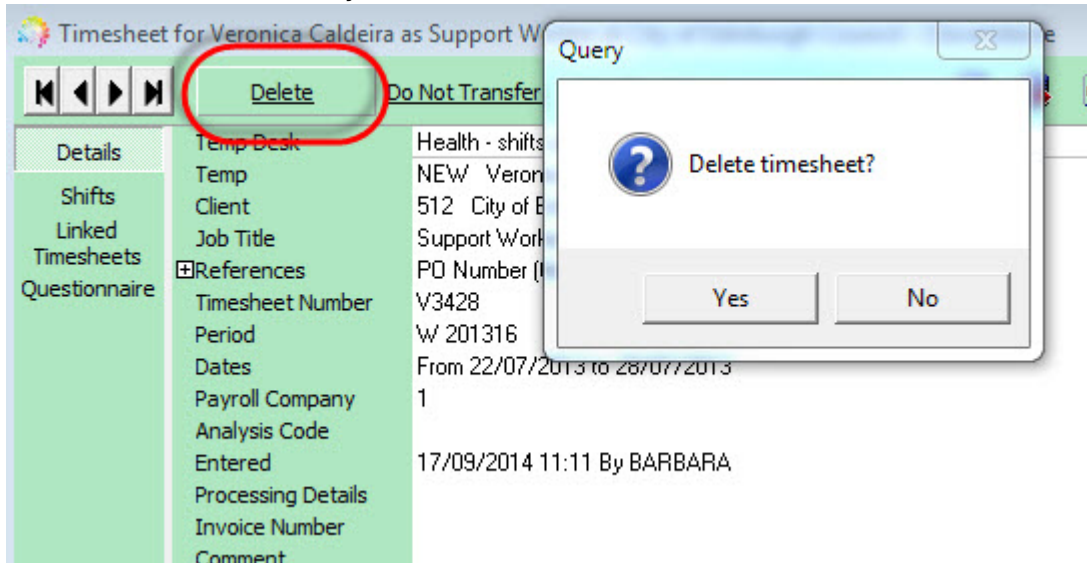 Timesheet for Veronica Caldeira as Support W
Query
Delete
Do Not Transfer
Delete timesheet?
Yes
No
Details
Shifts
Linked
Timesheets
Questionnaire
Temp Desk Health - shifts
Temp NEW Veron
Client 512 City of E
Job Title Support Work
References PO Number (
Timesheet Number V3428
Period W 201316
Dates From 22/07/2013 to 28/07/2013
Payroll Company 1
Analysis Code
Entered 17/09/2014 11:11 By BARBARA
Processing Details
Invoice Number
Comment